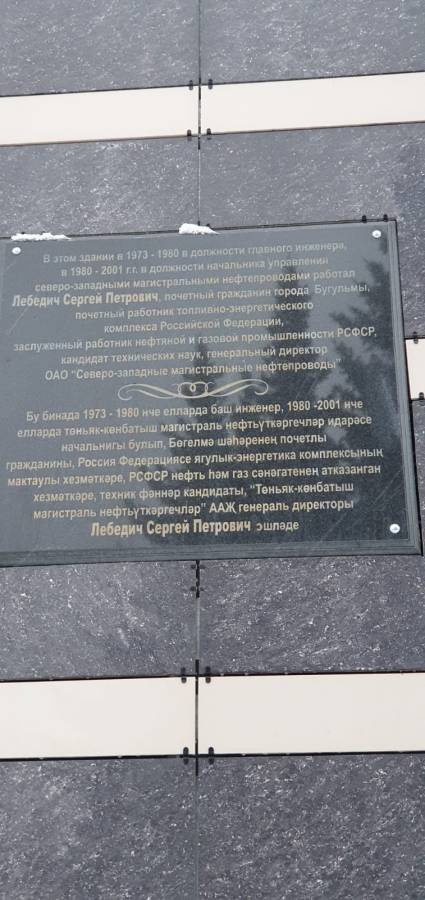 В этом здании в 1973 - 1980 в должности главного инженера,
в 1980 - 2001 г.г. в должности начальника управления
северо-западными магистральными нефтепроводами работал
Лебедич Сергей Петрович, почетный гражданин города Бугульмы,
почетный работник топливно-энергетического
комплекса Российской Федерации,
заслуженный работник нефтяной и газовой промышленности РСФСР,
кандидат технических наук, генеральный директор
ОАО "Северо-западные магистральные нефтепроводы"
Бу бинада 1973 - 1980 нче елларда баш инженер, 1980 -2001 нче
елларда төньяк-көнбатыш магистраль нефтьүткәргечләр идарәсе
начальнигы булып, Бөгелмә шәһәренең почетлы
гражданины, Россия Федерациясе ягулык-энергетика комплексының
мактаулы хезмәткәре, РСФСР нефть һәм газ сәнәгатенең атказанган
хезмәткәре, техник фәннәр кандидаты, "Төньяк-көнбатыш
магистраль нефтьүткәргечләр" ААҖ генераль директоры
Лебедич Сергей Петрович эшләде